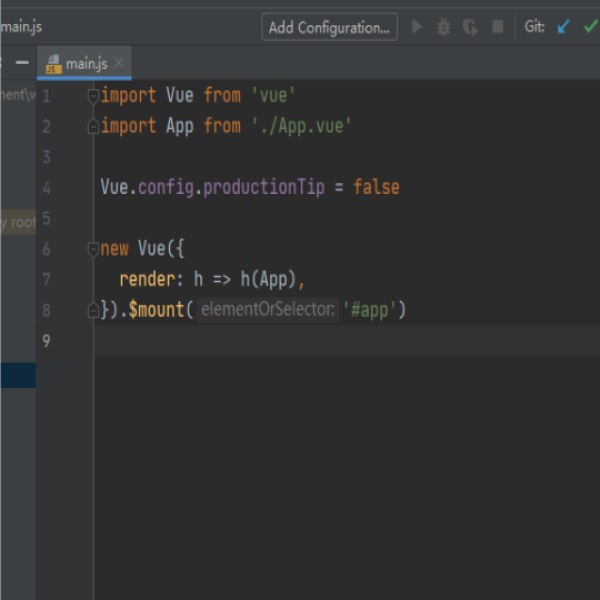 main.js
Add Configuration...
Git:
main.js
ment\w
y root
1 import Vue from 'vue'
2 import App from './App.vue'
3
4 Vue.config.productionTip = false
5
6 new Vue({
7 render: h => h(App),
8 }).$mount( elementOrSelector: '#app')
9